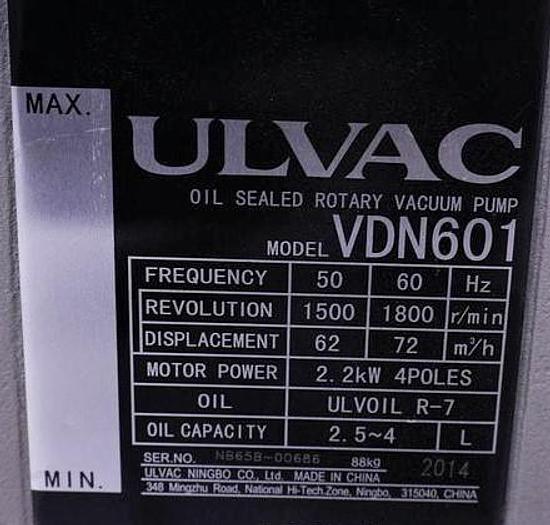 MAX.
ULVAC
OIL SEALED ROTARY VACUUM PUMP
MODEL VDN601
FREQUENCY 50 60 Hz
REVOLUTION 1500 1800 r/min
DISPLACEMENT 62 72 m³/h
MOTOR POWER 2.2kW 4POLES
OIL ULVOIL R-7
OIL CAPACITY 2.5~4 L
SER.NO. NB65B-00686 88kg 2014
ULVAC NINGBO CO., Ltd. MADE IN CHINA
348 Mingzhu Road, National Hi-Tech.Zone, Ningbo, 315040, CHINA
MIN.